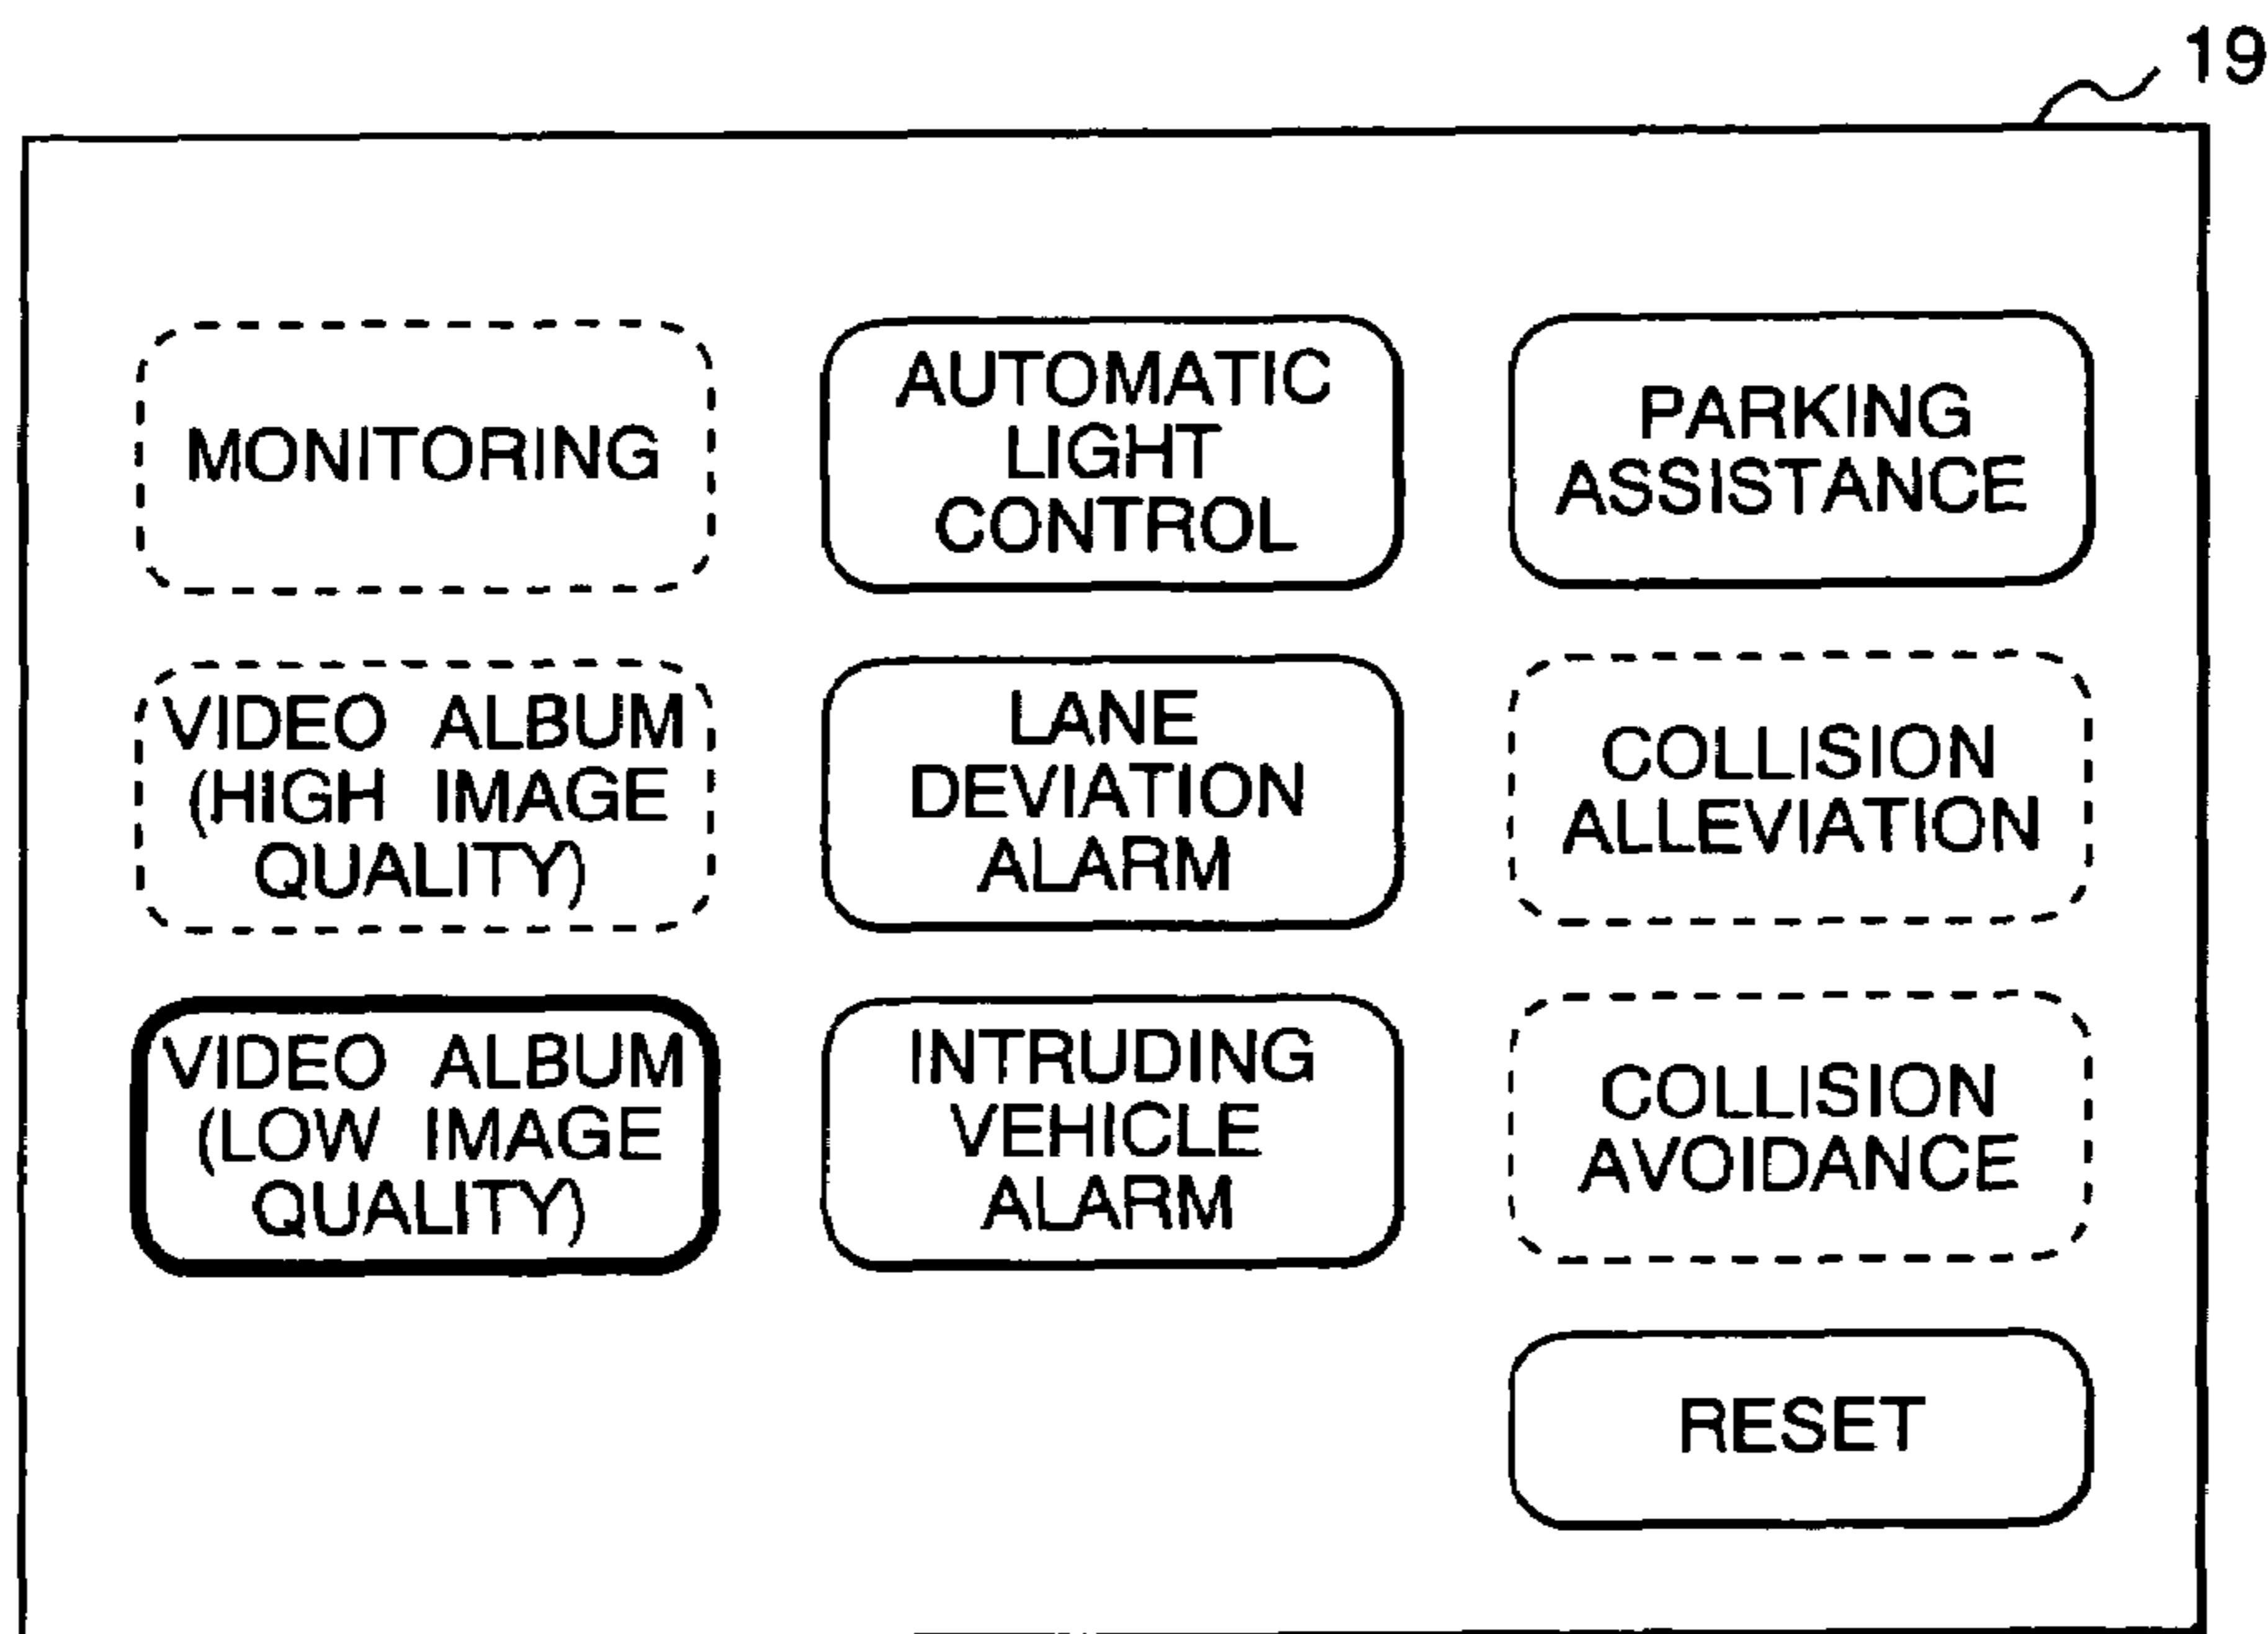 19
MONITORING
AUTOMATIC
LIGHT
CONTROL
PARKING
ASSISTANCE
VIDEO ALBUM
(HIGH IMAGE
QUALITY)
LANE
DEVIATION
ALARM
COLLISION
ALLEVIATION
VIDEO ALBUM
(LOW IMAGE
QUALITY)
INTRUDING
VEHICLE
ALARM
COLLISION
AVOIDANCE
RESET